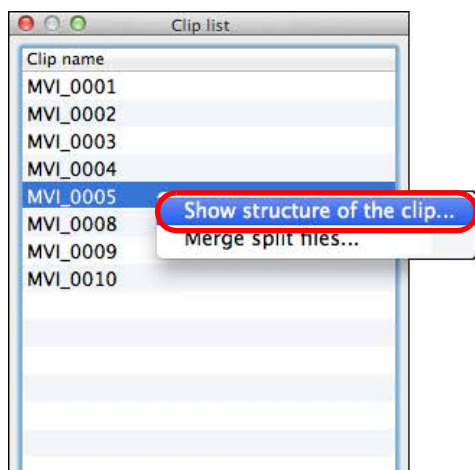 Clip list
Clip name
MVI_0001
MVI_0002
MVI_0003
MVI_0004
MVI_0005
Show structure of the clip...
MVI_0008
Merge split files...
MVI_0009
MVI_0010